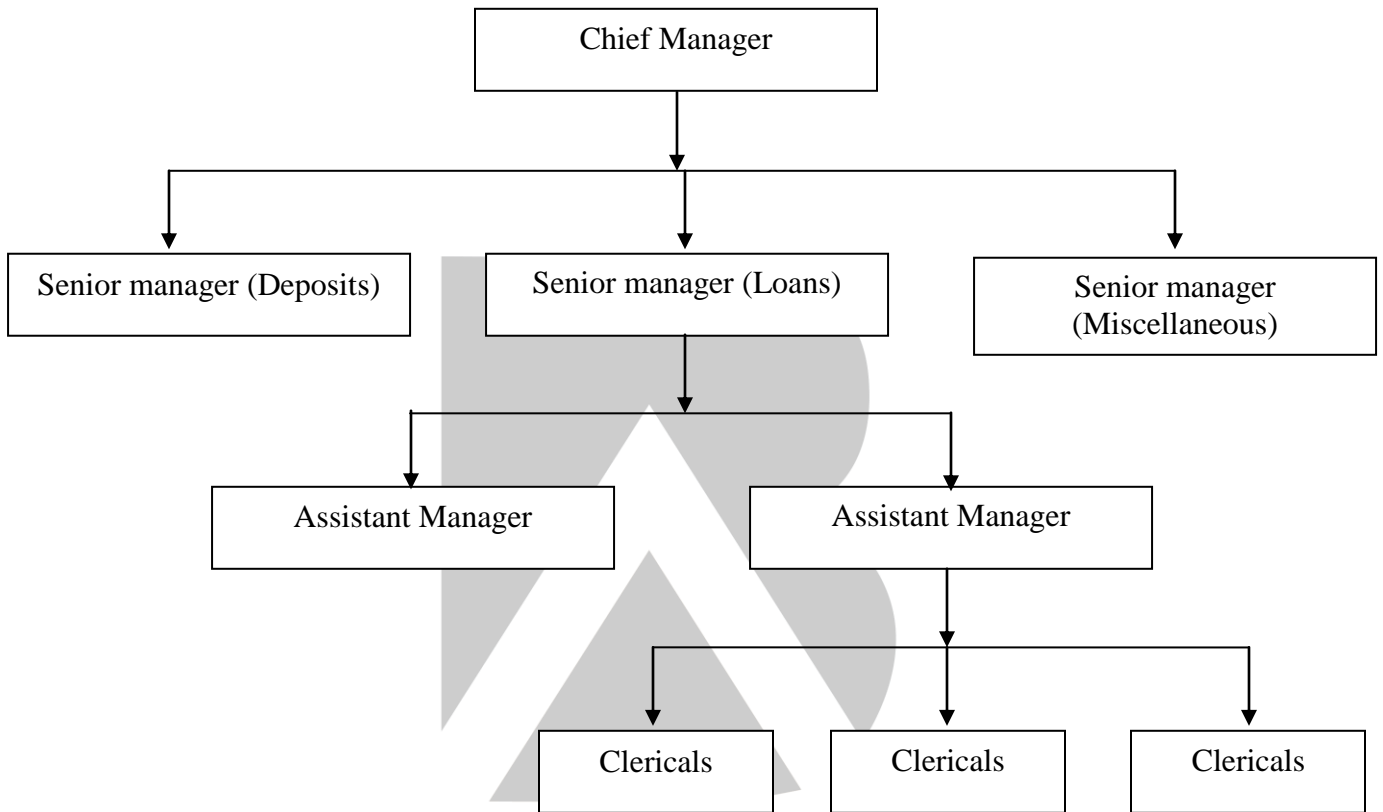 Chief Manager
Senior manager (Deposits)
Senior manager (Loans)
Senior manager
(Miscellaneous)
Assistant Manager
Assistant Manager
Clericals
Clericals
Clericals